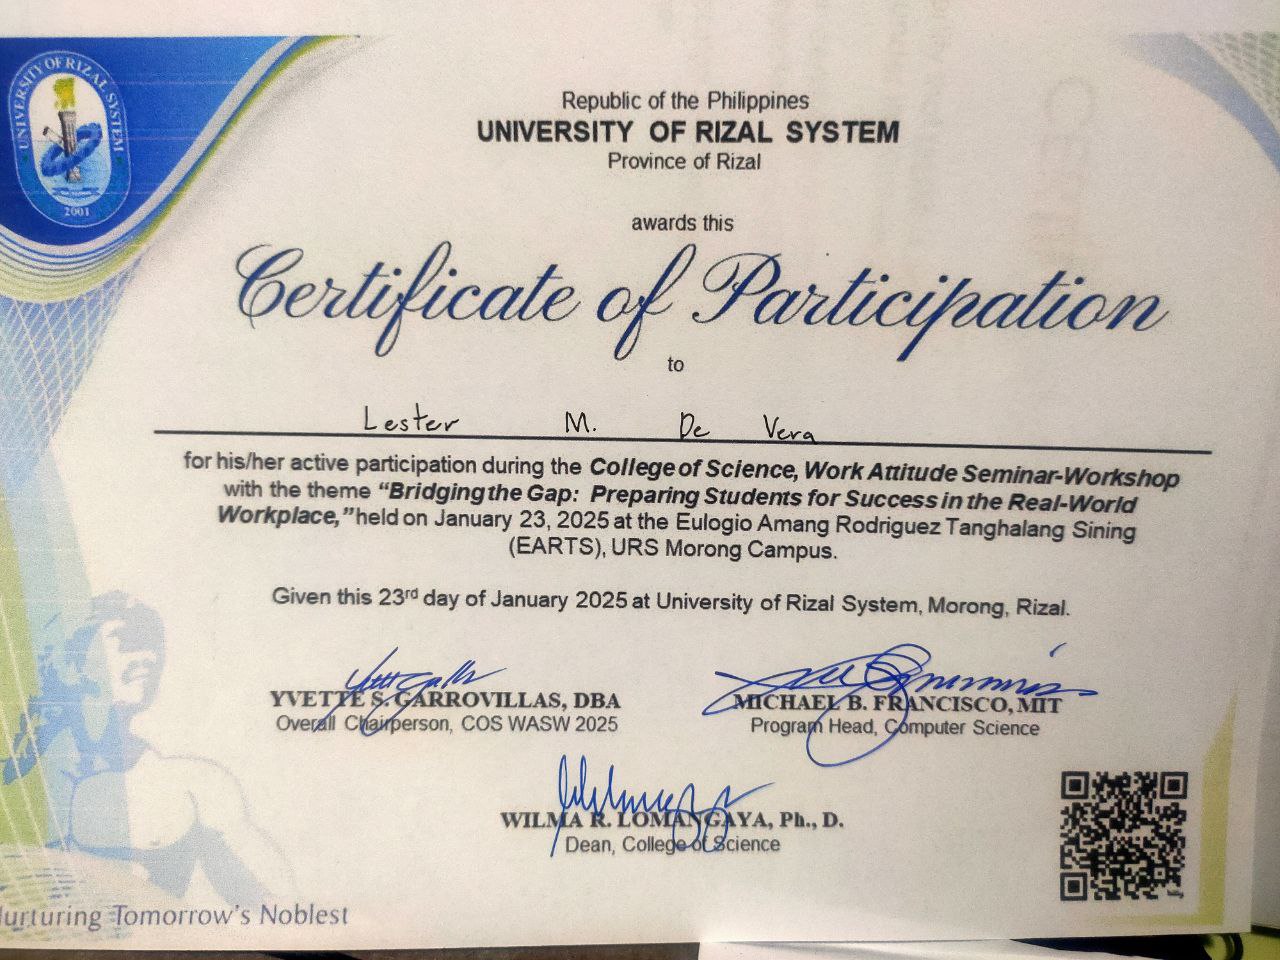 UNIVERSITY OF RIZAL SYSTEM
2001
Republic of the Philippines
UNIVERSITY OF RIZAL SYSTEM
Province of Rizal
awards this
Certificate of Participation
to
Lester M. De Vera
for his/her active participation during the College of Science, Work Attitude Seminar-Workshop
with the theme “Bridging the Gap: Preparing Students for Success in the Real-World
Workplace,” held on January 23, 2025 at the Eulogio Amang Rodriguez Tanghalang Sining
(EARTS), URS Morong Campus.
Given this 23rd day of January 2025 at University of Rizal System, Morong, Rizal.
YVETTE S. GARROVILLAS, DBA
Overall Chairperson, COS WASW 2025
MICHAEL B. FRANCISCO, MIT
Program Head, Computer Science
WILMA R. LOMANGAYA, Ph., D.
Dean, College of Science
Nurturing Tomorrow's Noblest